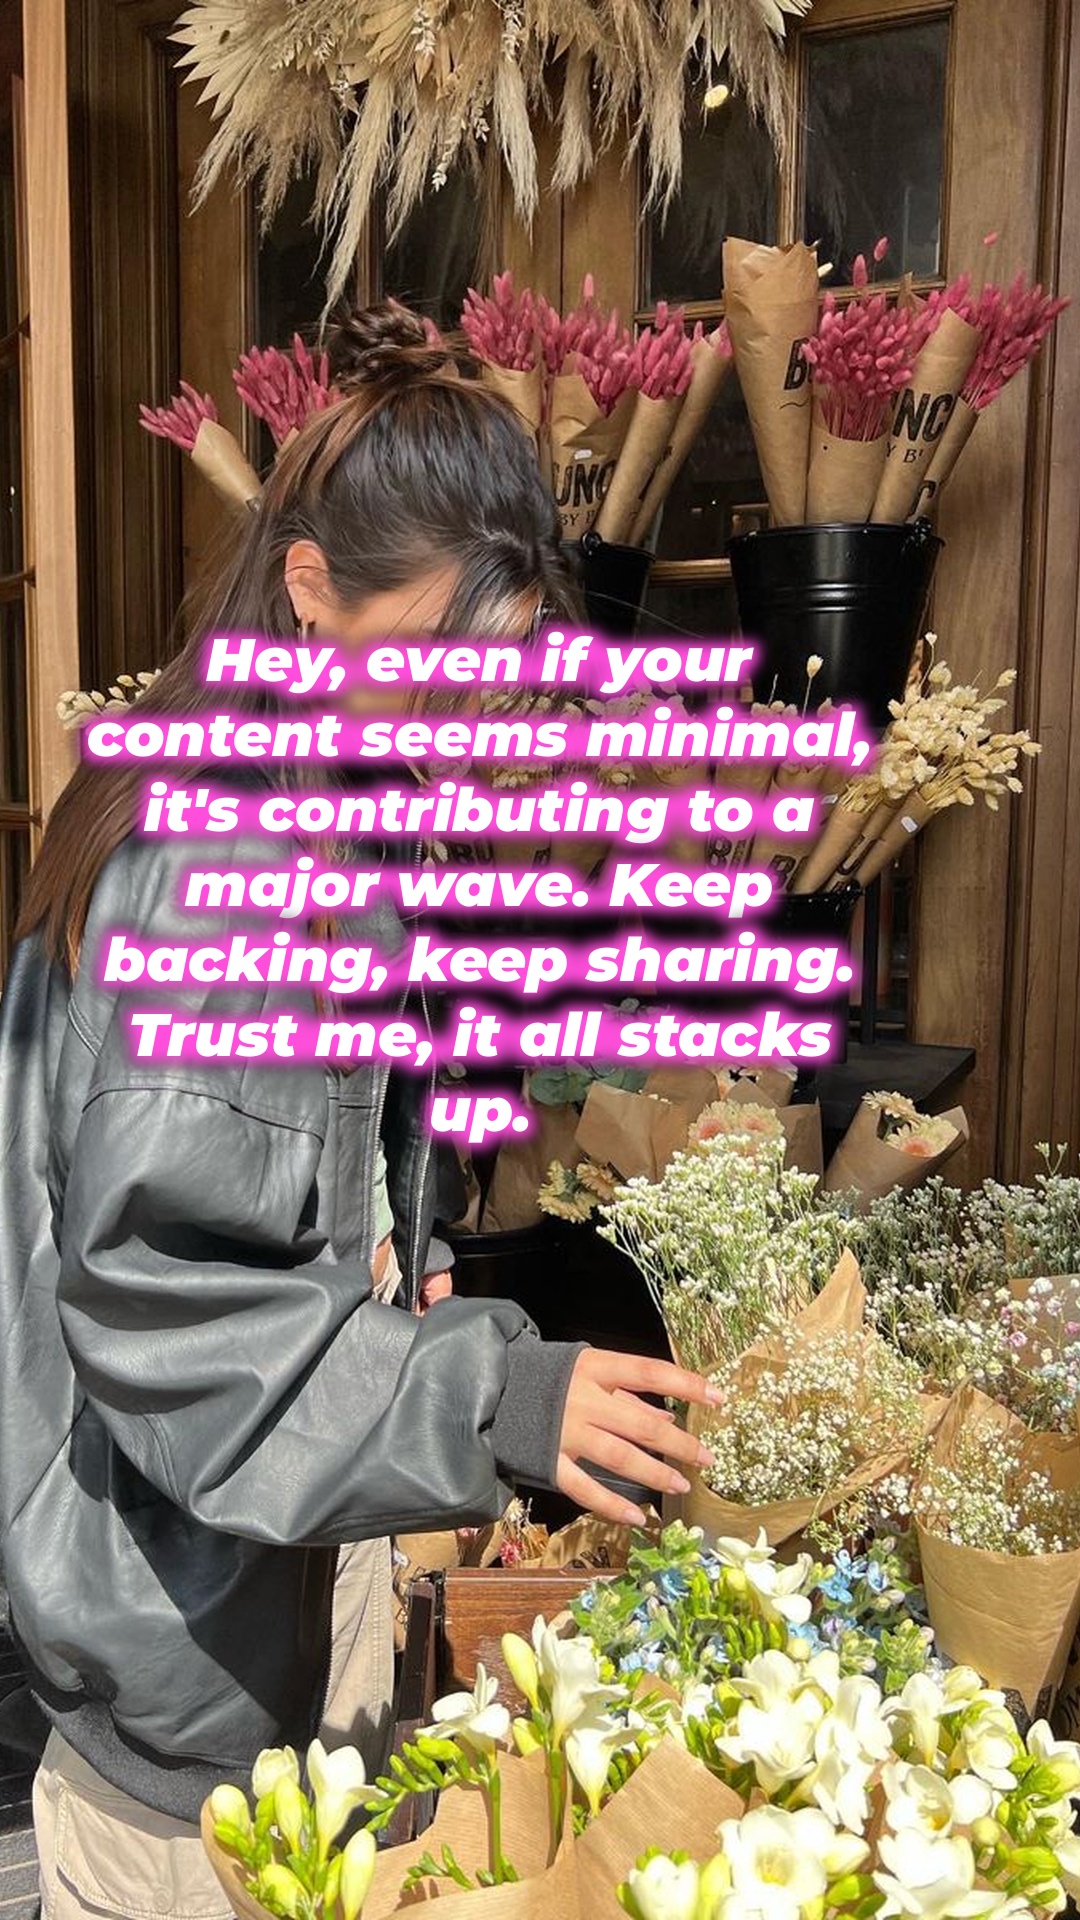 Hey, even if your
content seems minimal,
it's contributing to a
major wave. Keep
backing, keep sharing.
Trust me, it all stacks
up.